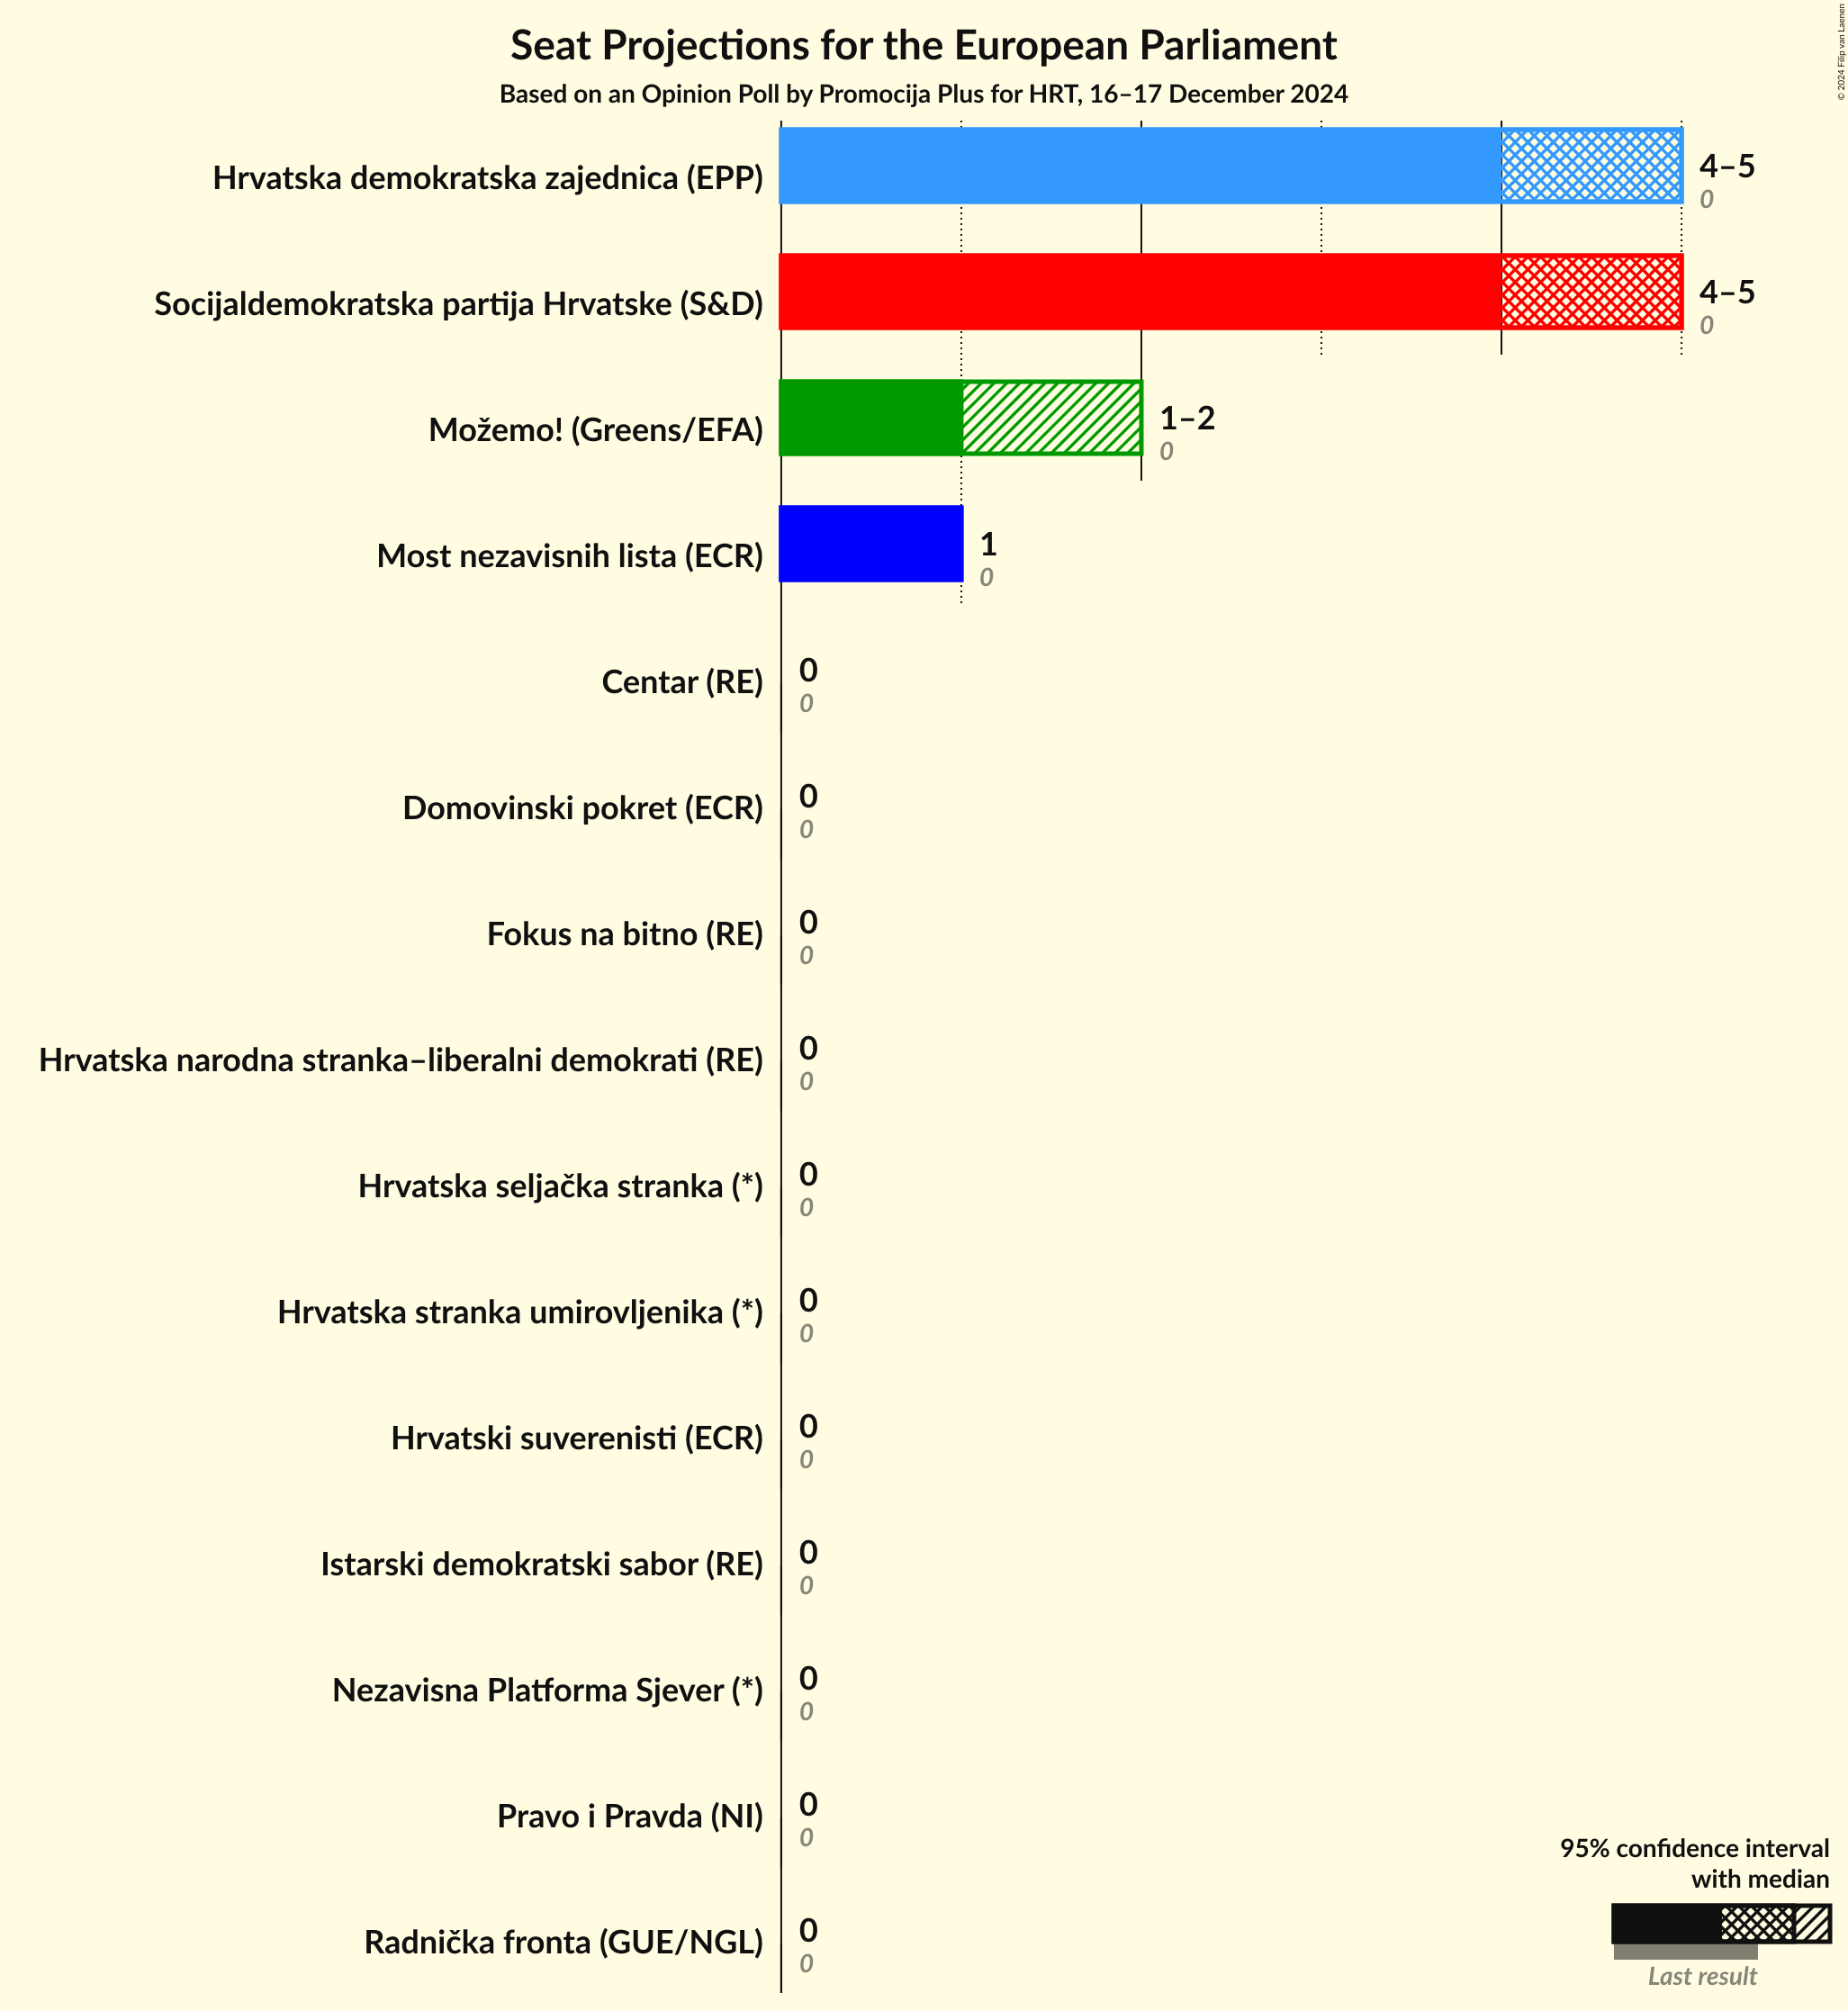 Seat Projections for the European Parliament
Based on an Opinion Poll by Promocija Plus for HRT, 16–17 December 2024
© 2024 Filip van Laenen
Hrvatska demokratska zajednica (EPP)
4–5
0
Socijaldemokratska partija Hrvatske (S&D)
4–5
0
Možemo! (Greens/EFA)
1–2
0
Most nezavisnih lista (ECR)
1
0
Centar (RE)
0
0
Domovinski pokret (ECR)
0
0
Fokus na bitno (RE)
0
0
Hrvatska narodna stranka–liberalni demokrati (RE)
0
0
Hrvatska seljačka stranka (*)
0
0
Hrvatska stranka umirovljenika (*)
0
0
Hrvatski suverenisti (ECR)
0
0
Istarski demokratski sabor (RE)
0
0
Nezavisna Platforma Sjever (*)
0
0
Pravo i Pravda (NI)
0
0
Radnička fronta (GUE/NGL)
0
0
95% confidence interval
with median
Last result